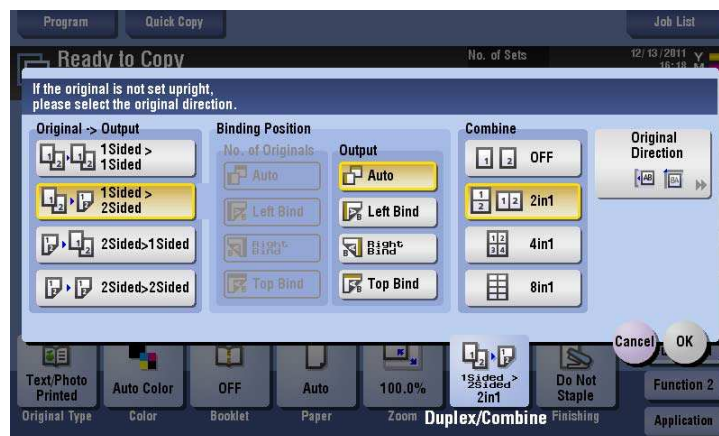 Program
Quick Copy
Job List
Ready to Copy
No. of Sets
12/13/2011
16:18
Y
M
If the original is not set upright,
please select the original direction.
Original -> Output
1Sided >
1Sided
1Sided >
2Sided
2Sided>1Sided
2Sided>2Sided
Binding Position
No. of Originals
Auto
Left Bind
Right
Bind
Top Bind
Output
Auto
Left Bind
Right
Bind
Top Bind
Combine
OFF
2in1
4in1
8in1
Original
Direction
Cancel
OK
Text/Photo
Printed
Auto Color
OFF
Auto
100.0%
1Sided >
2Sided
2in1
Do Not
Staple
Function 2
Original Type
Color
Booklet
Paper
Zoom
Duplex/Combine
Finishing
Application